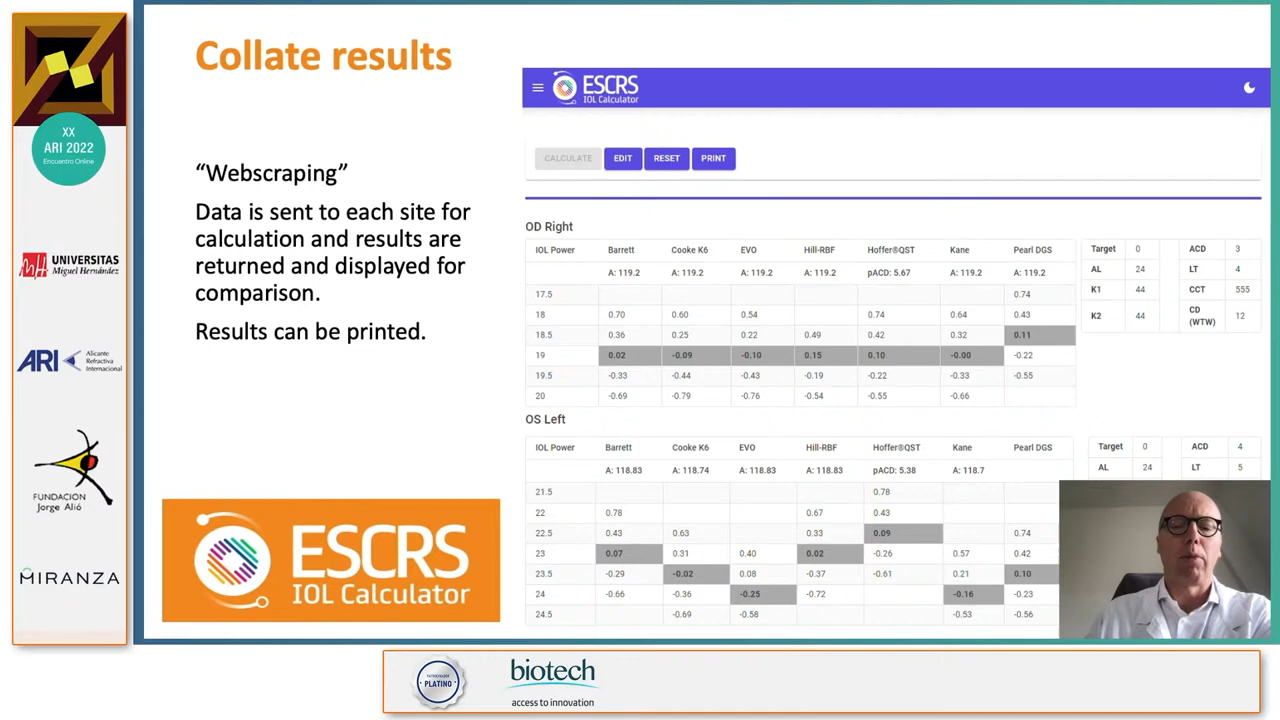 Collate results
“Webscraping”
Data is sent to each site for
calculation and results are
returned and displayed for
comparison.
Results can be printed.
ESCRS
IOL Calculator
XX
ARI 2022
Encuentro Online
UNIVERSITAS
Miguel Hernández
ARI Alicante
Refractiva
Internacional
FUNDACION
Jorge Alió
MIRANZA
ESCRS
IOL Calculator
CALCULATE EDIT RESET PRINT
OD Right
IOL Power Barrett Cooke K6 EVO Hill-RBF Hoffer®QST Kane Pearl DGS
A: 119.2 A: 119.2 A: 119.2 A: 119.2 pACD: 5.67 A: 119.2 A: 119.2
17.5 0.74
18 0.70 0.60 0.54 0.74 0.64 0.43
18.5 0.36 0.25 0.22 0.49 0.42 0.32 0.11
19 0.02 -0.09 -0.10 0.15 0.10 -0.00 -0.22
19.5 -0.33 -0.44 -0.43 -0.19 -0.22 -0.33 -0.55
20 -0.69 -0.79 -0.76 -0.54 -0.55 -0.66
Target 0 ACD 3
AL 24 LT 4
K1 44 CCT 555
K2 44 CD
(WTW) 12
OS Left
IOL Power Barrett Cooke K6 EVO Hill-RBF Hoffer®QST Kane Pearl DGS
A: 118.83 A: 118.74 A: 118.83 A: 118.83 pACD: 5.38 A: 118.7
21.5 0.78
22 0.78 0.67 0.43
22.5 0.43 0.63 0.33 0.09 0.74
23 0.07 0.31 0.40 0.02 -0.26 0.57 0.42
23.5 -0.29 -0.02 0.08 -0.37 -0.61 0.21 0.10
24 -0.66 -0.36 -0.25 -0.72 -0.16 -0.23
24.5 -0.69 -0.58 -0.53 -0.56
Target 0 ACD 4
AL 24 LT 5
PATROCINADOR
PLATINO
biotech
access to innovation